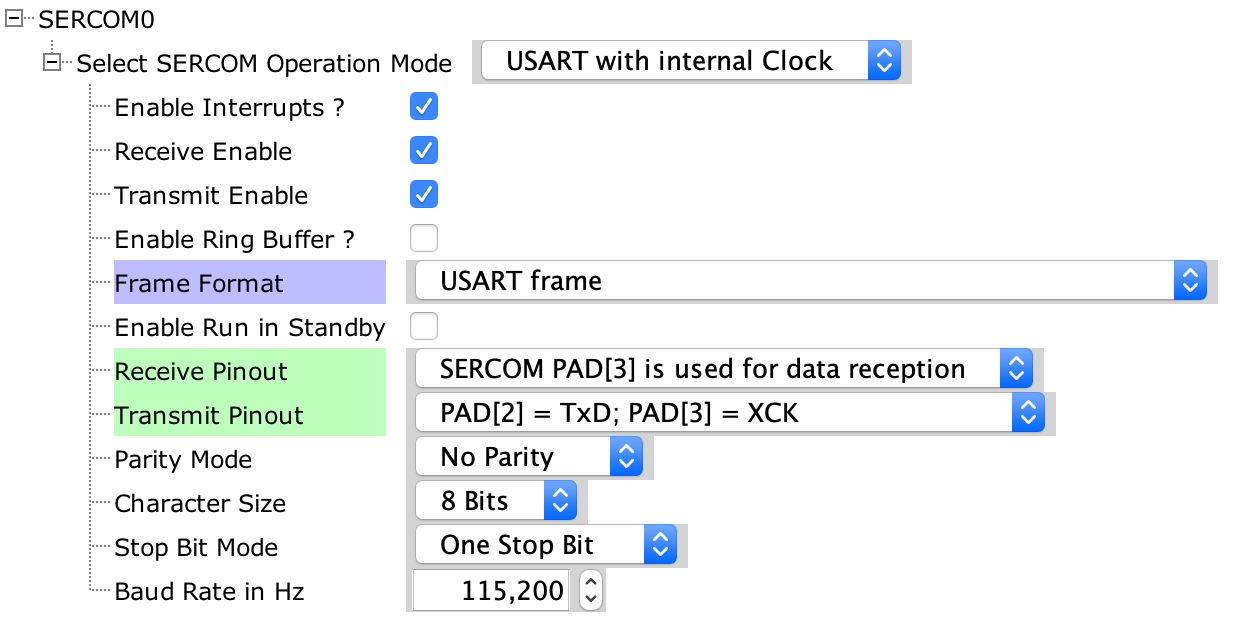 SERCOM0
Select SERCOM Operation Mode USART with internal Clock
Enable Interrupts ?
Receive Enable
Transmit Enable
Enable Ring Buffer ?
Frame Format USART frame
Enable Run in Standby
Receive Pinout SERCOM PAD[3] is used for data reception
Transmit Pinout PAD[2] = TxD; PAD[3] = XCK
Parity Mode No Parity
Character Size 8 Bits
Stop Bit Mode One Stop Bit
Baud Rate in Hz 115,200